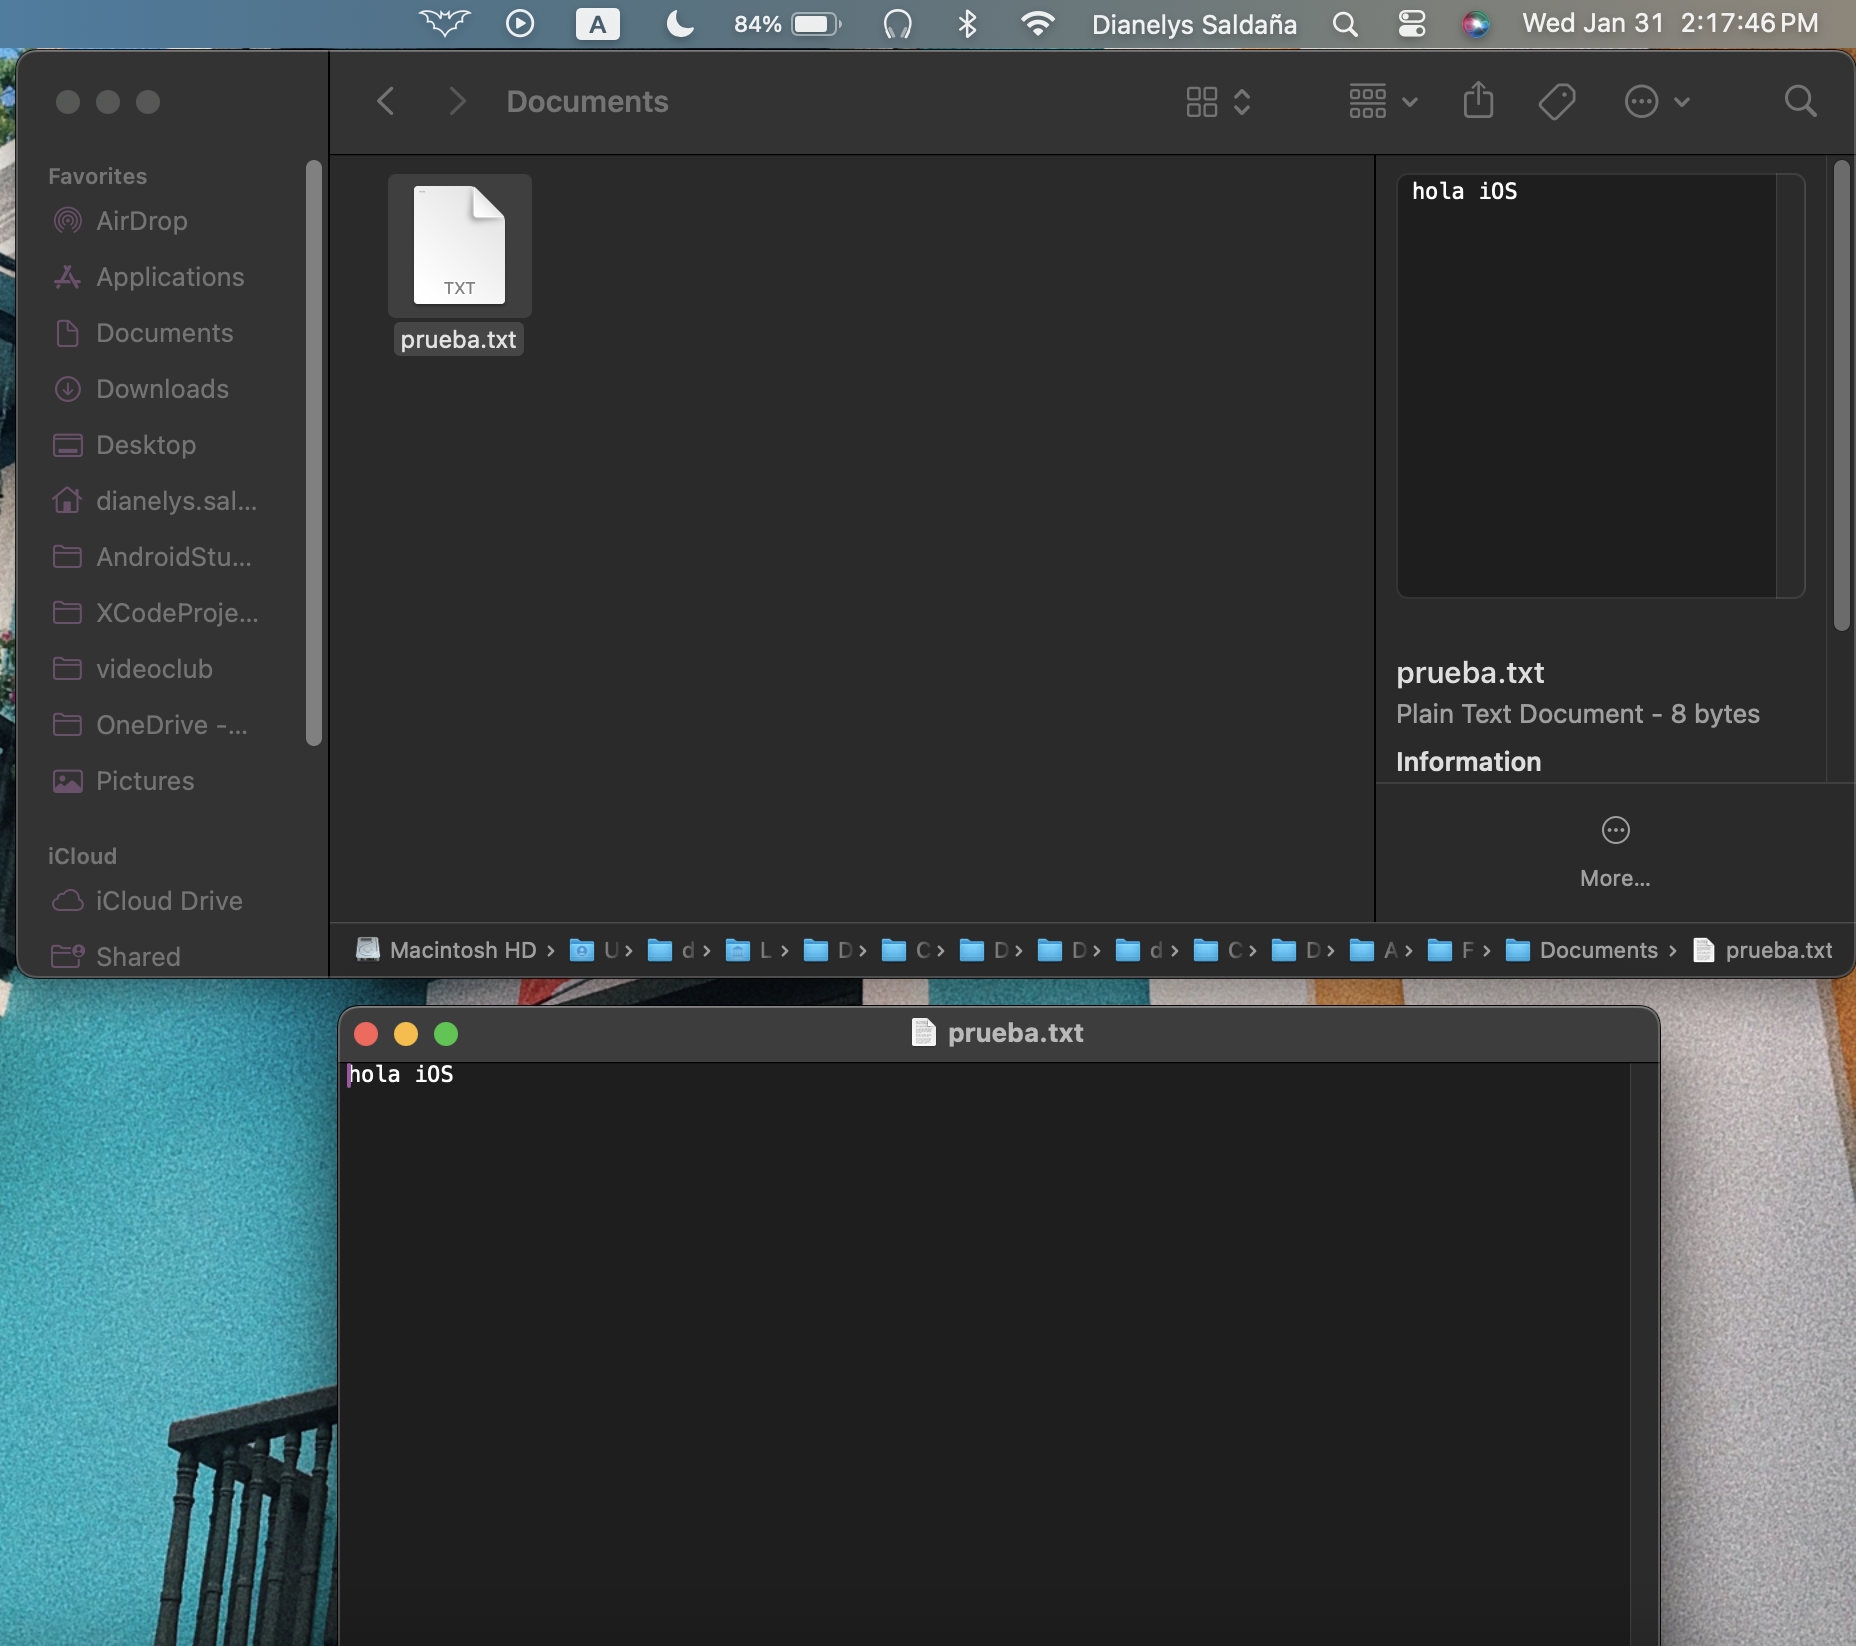 A
84%
Dianelys Saldaña
Wed Jan 31 2:17:46 PM
Documents
Favorites
AirDrop
Applications
Documents
Downloads
Desktop
dianelys.sal...
AndroidStu...
XCodeProje...
videoclub
OneDrive -...
Pictures
iCloud
iCloud Drive
Shared
TXT
prueba.txt
hola iOS
prueba.txt
Plain Text Document - 8 bytes
Information
More...
Macintosh HD › U › d › L › D › C › D › D › d › C › D › A › F › Documents › prueba.txt
prueba.txt
hola iOS